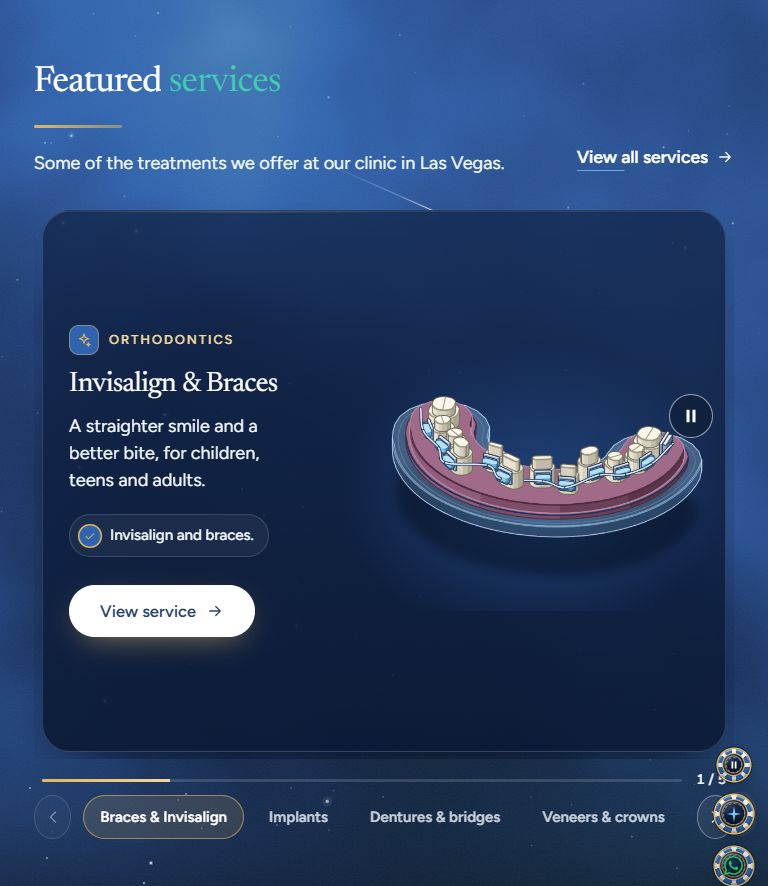 Featured services
Some of the treatments we offer at our clinic in Las Vegas.
View all services
ORTHODONTICS
Invisalign & Braces
A straighter smile and a
better bite, for children,
teens and adults.
Invisalign and braces.
View service
1 / 5
Braces & Invisalign
Implants
Dentures & bridges
Veneers & crowns